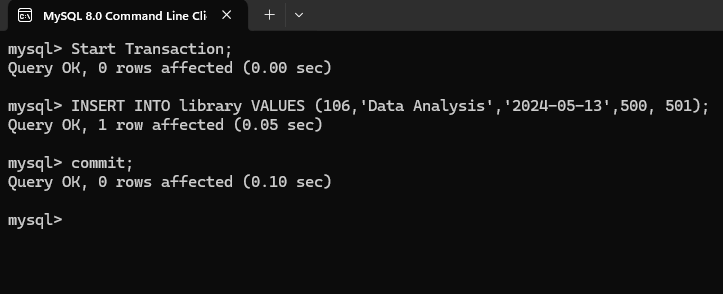 MySQL 8.0 Command Line Cli
mysql> Start Transaction;
Query OK, 0 rows affected (0.00 sec)
mysql> INSERT INTO library VALUES (106,'Data Analysis','2024-05-13',500, 501);
Query OK, 1 row affected (0.05 sec)
mysql> commit;
Query OK, 0 rows affected (0.10 sec)
mysql>